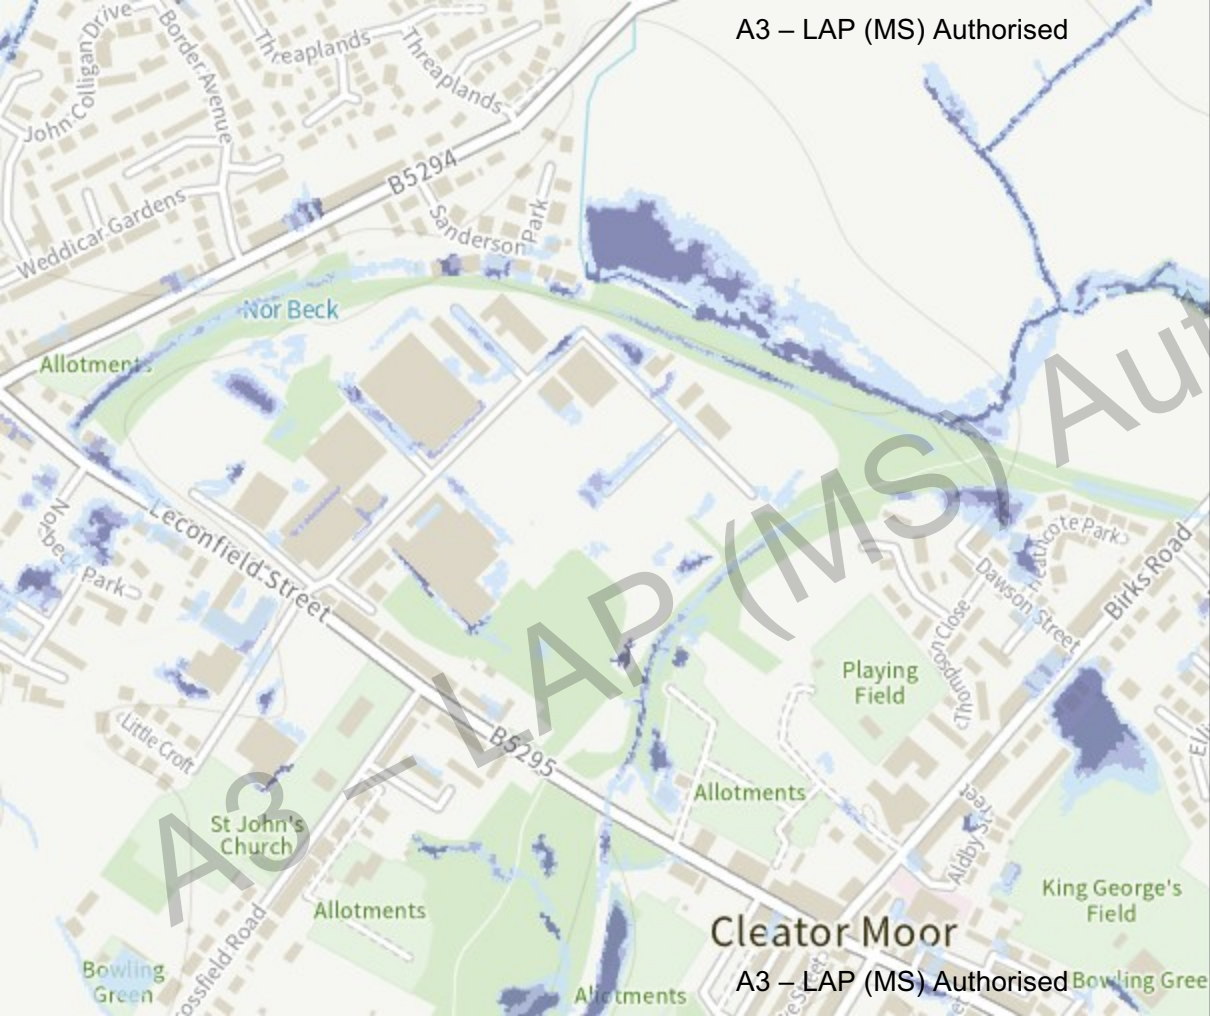 A3 – LAP (MS) Authorised
John Colligan Drive
Border Avenue
Threaplands
Threaplands
B5294
Weddicar Gardens
Sanderson Park
Nor Beck
Allotments
A3 – LAP (MS) Aut
Norbeck Park
Leconfield Street
Heathcote Park
Dawson Street
Birks Road
Thompson Close
Playing
Field
Little Croft
B5295
Allotments
St John's
Church
Aldby Street
Allotments
King George's
Field
Cleator Moor
Crossfield Road
Bowling
Green
Allotments
A3 – LAP (MS) Authorised
Bowling Gree